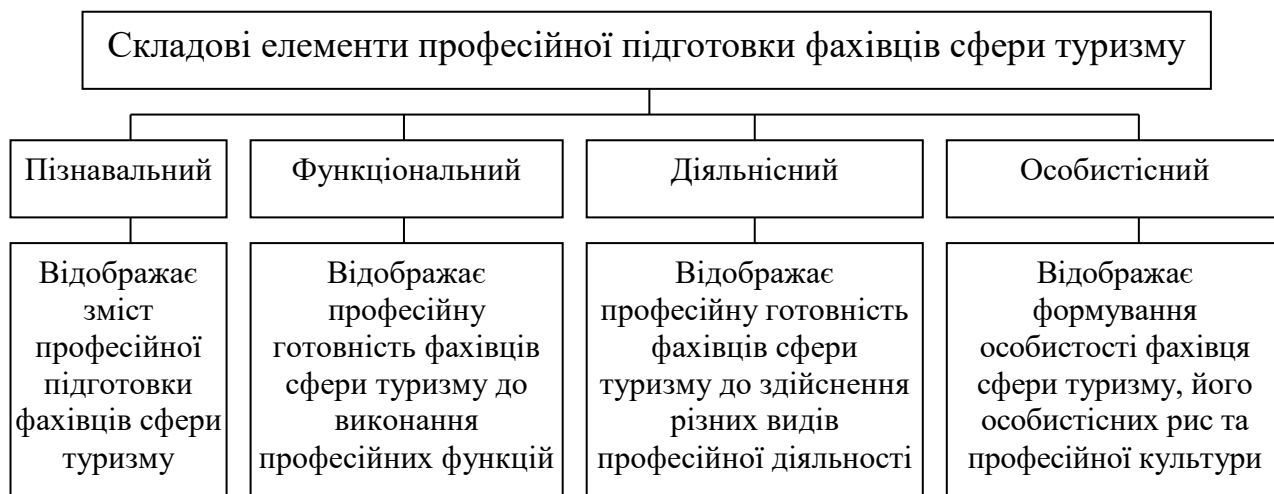 Складові елементи професійної підготовки фахівців сфери туризму
Пізнавальний
Функціональний
Діяльнісний
Особистісний
Відображає
зміст
професійної
підготовки
фахівців сфери
туризму
Відображає
професійну
готовність фахівців
сфери туризму до
виконання
професійних функцій
Відображає
професійну готовність
фахівців сфери
туризму до здійснення
різних видів
професійної діяльності
Відображає
формування
особистості фахівця
сфери туризму, його
особистісних рис та
професійної культури